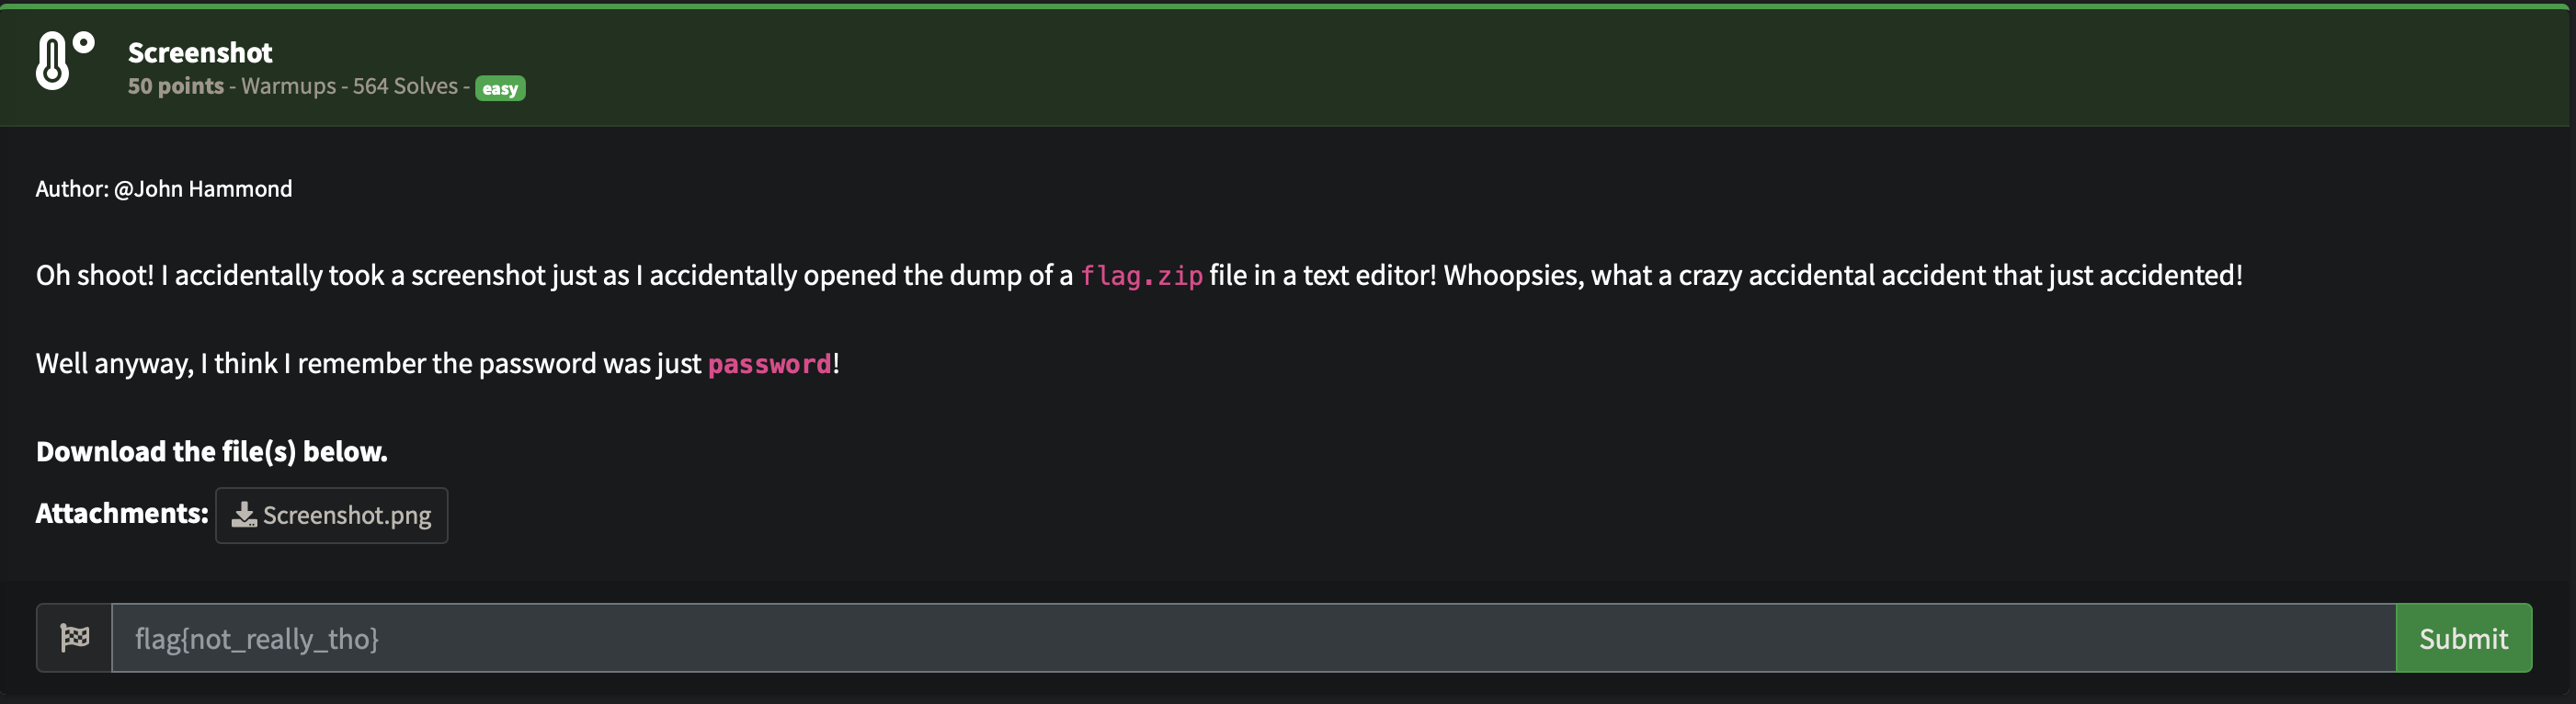 Screenshot
50 points - Warmups - 564 Solves - easy
Author: @John Hammond
Oh shoot! I accidentally took a screenshot just as I accidentally opened the dump of a flag.zip file in a text editor! Whoopsies, what a crazy accidental accident that just accidented!
Well anyway, I think I remember the password was just password!
Download the file(s) below.
Attachments: Screenshot.png
flag{not_really_tho} Submit